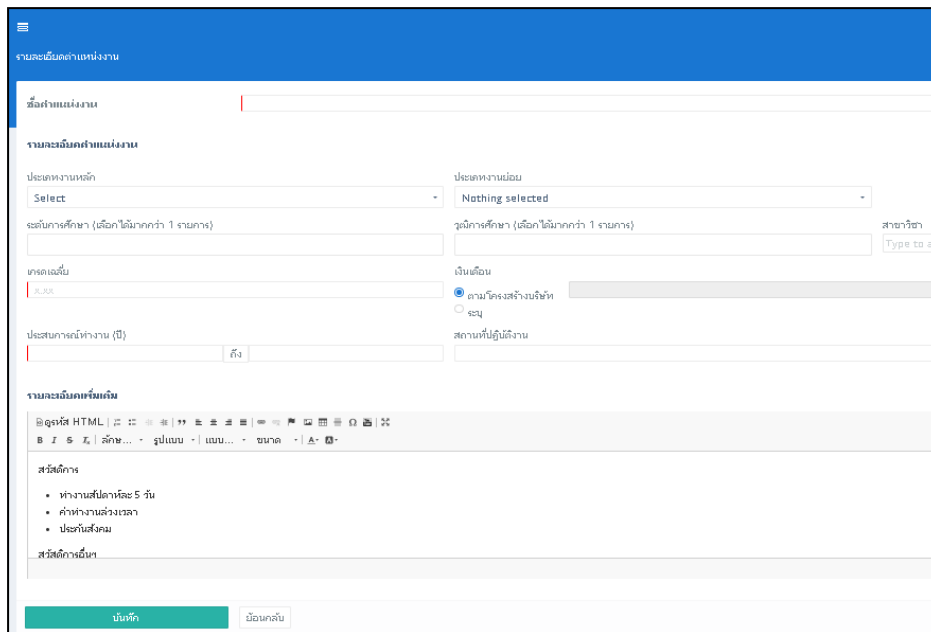 รายละเอียดตำแหน่งงาน
ชื่อตำแหน่งงาน
รายละเอียดตำแหน่งงาน
ประเภทงานหลัก ประเภทงานย่อย
Select Nothing selected
ระดับการศึกษา (เลือกได้มากกว่า 1 รายการ) วุฒิการศึกษา (เลือกได้มากกว่า 1 รายการ) สาขาวิชา
Type to a
เกรดเฉลี่ย เงินเดือน
x.xx ตามโครงสร้างบริษัท
ระบุ
ประสบการณ์ทำงาน (ปี) สถานที่ปฏิบัติงาน
ถึง
รายละเอียดเพิ่มเติม
ดูรหัส HTML
B I S Ix ลักษ... รูปแบบ แบบ... ขนาด A A
สวัสดิการ
• ทำงานสัปดาห์ละ 5 วัน
• ค่าทำงานล่วงเวลา
• ประกันสังคม
สวัสดิการอื่นๆ
บันทึก ย้อนกลับ